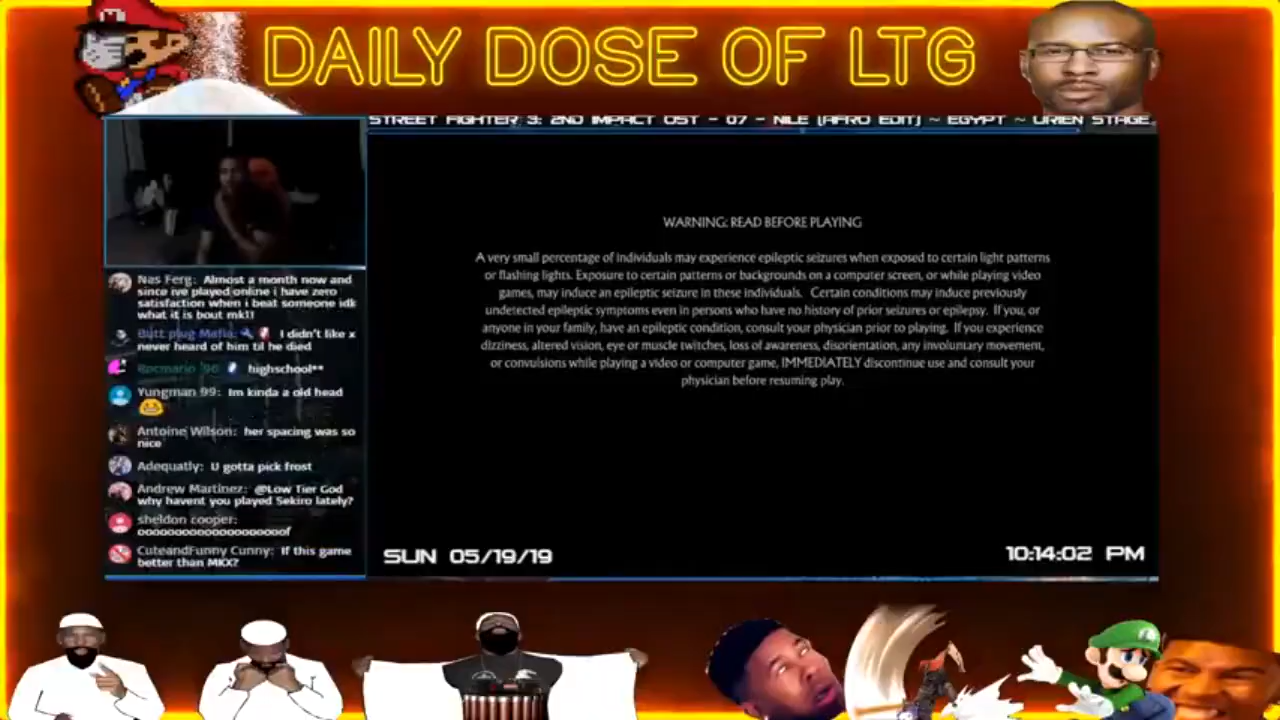 DAILY DOSE OF LTG
STREET FIGHTER 3: 2ND IMPACT OST - 07 - NILE (AFRO EDIT) ~ EGYPT ~ URIEN STAGE
WARNING: READ BEFORE PLAYING
A very small percentage of individuals may experience epileptic seizures when exposed to certain light patterns
or flashing lights. Exposure to certain patterns or backgrounds on a computer screen, or while playing video
games, may induce an epileptic seizure in these individuals. Certain conditions may induce previously
undetected epileptic symptoms even in persons who have no history of prior seizures or epilepsy. If you, or
anyone in your family, have an epileptic condition, consult your physician prior to playing. If you experience
dizziness, altered vision, eye or muscle twitches, loss of awareness, disorientation, any involuntary movement,
or convulsions while playing a video or computer game, IMMEDIATELY discontinue use and consult your
physician before resuming play.
Nas Ferg: Almost a month now and
since ive played online i have zero
satisfaction when i beat someone idk
what it is bout mk11
Butt plug Mafia: I didn't like x
never heard of him til he died
Rocmario '96 highschool**
Yungman 99: Im kinda a old head
Antoine Wilson: her spacing was so
nice
Adequatly: U gotta pick frost
Andrew Martinez: @Low Tier God
why havent you played Sekiro lately?
sheldon cooper:
oooooooooooooooooooof
CuteandFunny Cunny: If this game
better than MKX?
SUN 05/19/19
10:14:02 PM